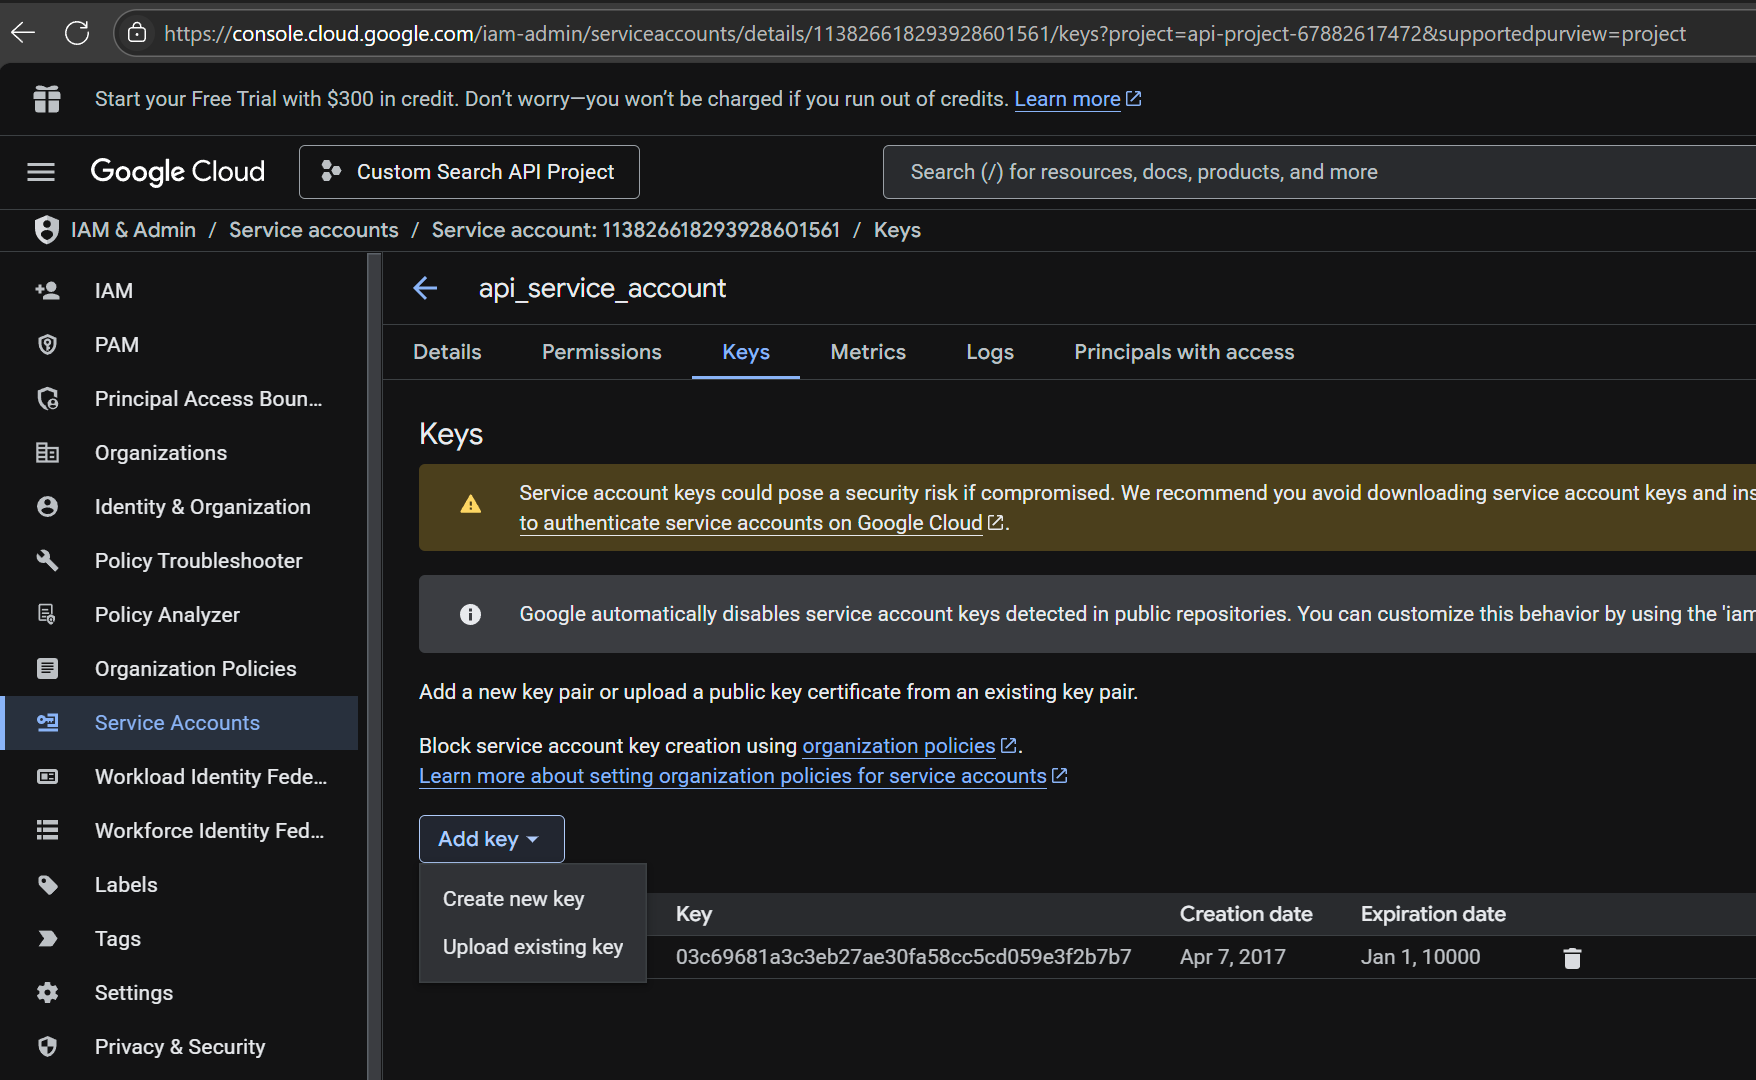 https://console.cloud.google.com/iam-admin/serviceaccounts/details/113826618293928601561/keys?project=api-project-678826174728&supportedpurview=project
Start your Free Trial with $300 in credit. Don’t worry—you won’t be charged if you run out of credits. Learn more
Google Cloud
Custom Search API Project
Search (/) for resources, docs, products, and more
IAM & Admin / Service accounts / Service account: 113826618293928601561 / Keys
IAM
PAM
Principal Access Boun...
Organizations
Identity & Organization
Policy Troubleshooter
Policy Analyzer
Organization Policies
Service Accounts
Workload Identity Fede...
Workforce Identity Fed...
Labels
Tags
Settings
Privacy & Security
api_service_account
Details Permissions Keys Metrics Logs Principals with access
Keys
Service account keys could pose a security risk if compromised. We recommend you avoid downloading service account keys and ins
to authenticate service accounts on Google Cloud.
Google automatically disables service account keys detected in public repositories. You can customize this behavior by using the 'iam
Add a new key pair or upload a public key certificate from an existing key pair.
Block service account key creation using organization policies.
Learn more about setting organization policies for service accounts
Add key
Create new key
Upload existing key
Key Creation date Expiration date
03c69681a3c3eb27ae30fa58cc5cd059e3f2b7b7 Apr 7, 2017 Jan 1, 10000